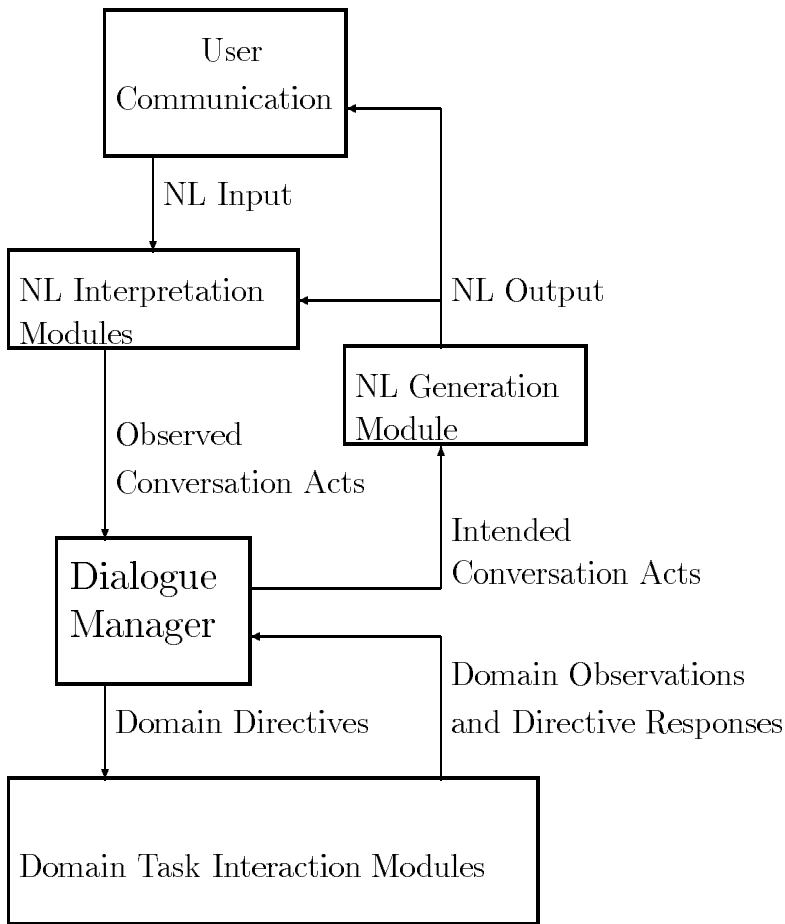 User
Communication
NL Input
NL Interpretation
Modules
NL Output
NL Generation
Module
Observed
Conversation Acts
Intended
Conversation Acts
Dialogue
Manager
Domain Observations
and Directive Responses
Domain Directives
Domain Task Interaction Modules